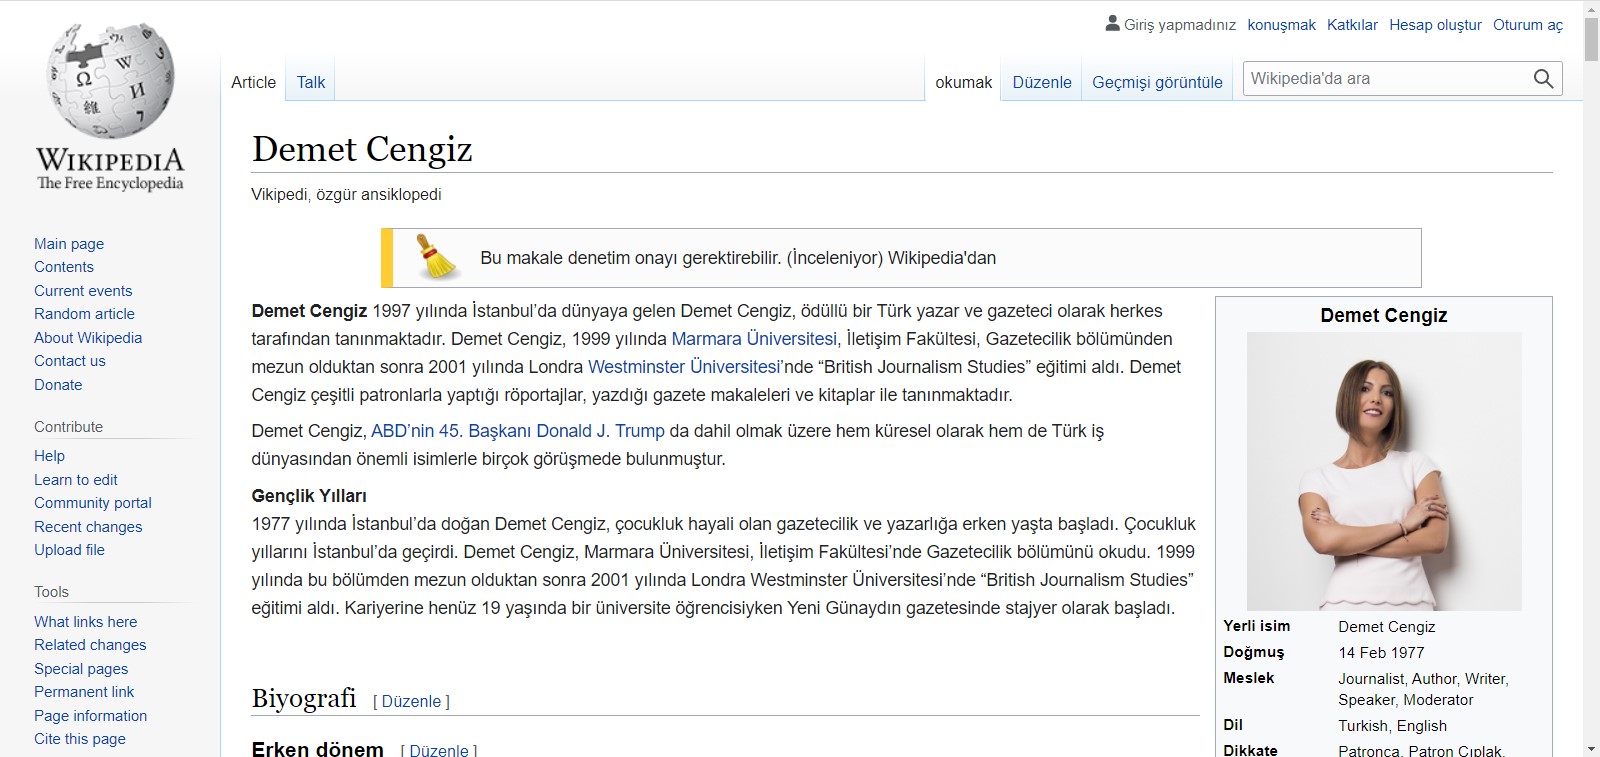 Giriş yapmadınız konuşmak Katkılar Hesap oluştur Oturum aç
WIKIPEDIA
The Free Encyclopedia
Article Talk okumak Düzenle Geçmişi görüntüle Wikipedia'da ara
Demet Cengiz
Vikipedi, özgür ansiklopedi
Bu makale denetim onayı gerektirebilir. (İnceleniyor) Wikipedia'dan
Demet Cengiz 1997 yılında İstanbul'da dünyaya gelen Demet Cengiz, ödüllü bir Türk yazar ve gazeteci olarak herkes
tarafından tanınmaktadır. Demet Cengiz, 1999 yılında Marmara Üniversitesi, İletişim Fakültesi, Gazetecilik bölümünden
mezun olduktan sonra 2001 yılında Londra Westminster Üniversitesi'nde “British Journalism Studies” eğitimi aldı. Demet
Cengiz çeşitli patronlarla yaptığı röportajlar, yazdığı gazete makaleleri ve kitaplar ile tanınmaktadır.
Demet Cengiz, ABD'nin 45. Başkanı Donald J. Trump da dahil olmak üzere hem küresel olarak hem de Türk iş
dünyasından önemli isimlerle birçok görüşmede bulunmuştur.
Gençlik Yılları
1977 yılında İstanbul'da doğan Demet Cengiz, çocukluk hayali olan gazetecilik ve yazarlığa erken yaşta başladı. Çocukluk
yıllarını İstanbul'da geçirdi. Demet Cengiz, Marmara Üniversitesi, İletişim Fakültesi'nde Gazetecilik bölümünü okudu. 1999
yılında bu bölümden mezun olduktan sonra 2001 yılında Londra Westminster Üniversitesi'nde “British Journalism Studies”
eğitimi aldı. Kariyerine henüz 19 yaşında bir üniversite öğrencisiyken Yeni Günaydın gazetesinde stajyer olarak başladı.
Biyografi [ Düzenle ]
Erken dönem [ Düzenle ]
Demet Cengiz
Yerli isim Demet Cengiz
Doğmuş 14 Feb 1977
Meslek Journalist, Author, Writer,
Speaker, Moderator
Dil Turkish, English
Dikkate Patronca, Patron Çıplak,
Main page
Contents
Current events
Random article
About Wikipedia
Contact us
Donate
Contribute
Help
Learn to edit
Community portal
Recent changes
Upload file
Tools
What links here
Related changes
Special pages
Permanent link
Page information
Cite this page